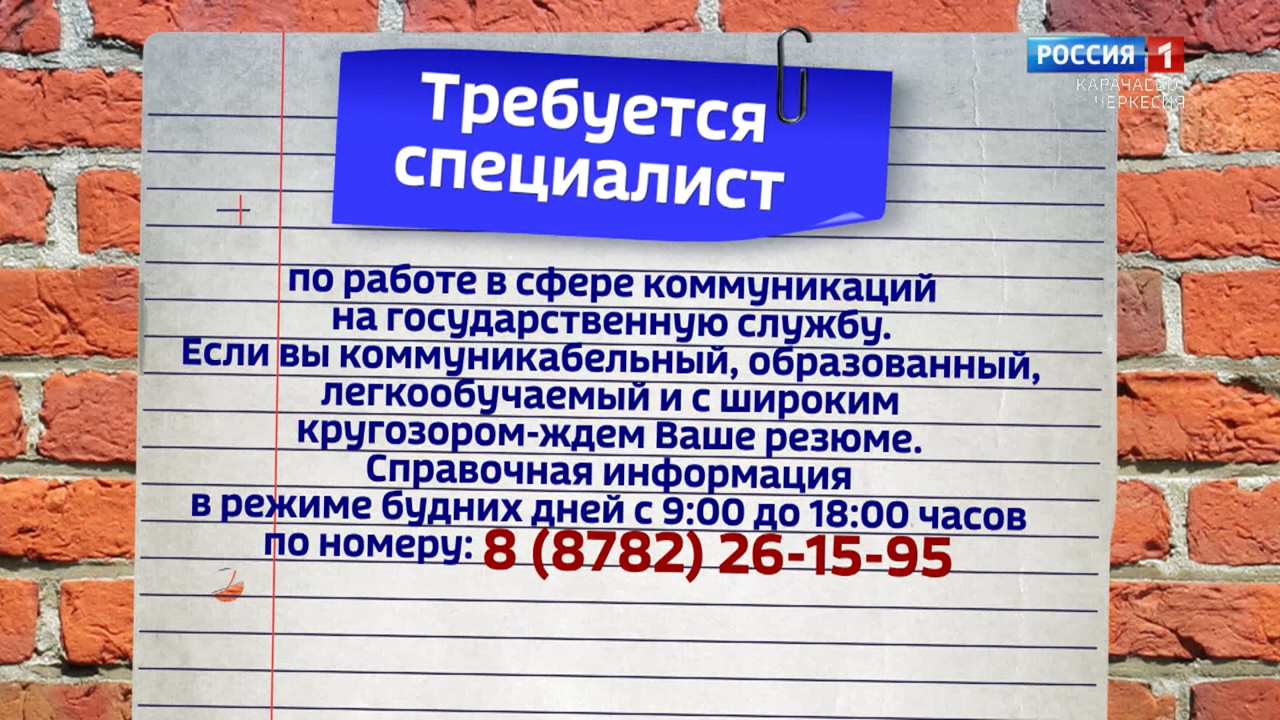 РОССИЯ 1
КАРАЧАЕВО
ЧЕРКЕСИЯ
Требуется
специалист
по работе в сфере коммуникаций
на государственную службу.
Если вы коммуникабельный, образованный,
легкообучаемый и с широким
кругозором-ждем Ваше резюме.
Справочная информация
в режиме будних дней с 9:00 до 18:00 часов
по номеру: 8 (8782) 26-15-95